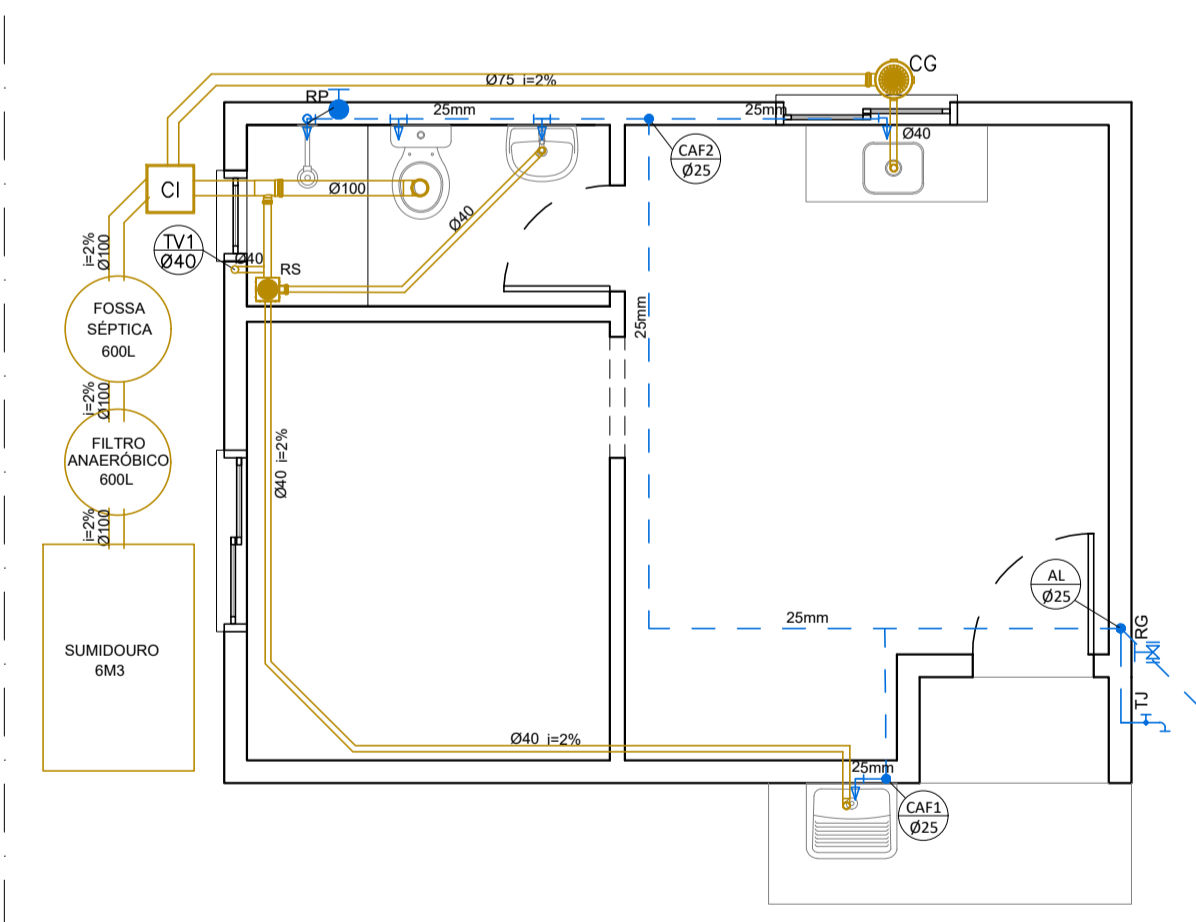 CG
Ø75 i=2%
RP
25mm
25mm
Ø40
CAF2
Ø25
CI
Ø100
Ø40
TV1
Ø40
Ø40
RS
i=2%
Ø100
FOSSA
SÉPTICA
600L
25mm
i=2%
Ø100
FILTRO
ANAERÓBICO
600L
Ø40 i=2%
i=2%
Ø100
AL
Ø25
25mm
RG
SUMIDOURO
6M3
TJ
Ø40 i=2%
25mm
CAF1
Ø25